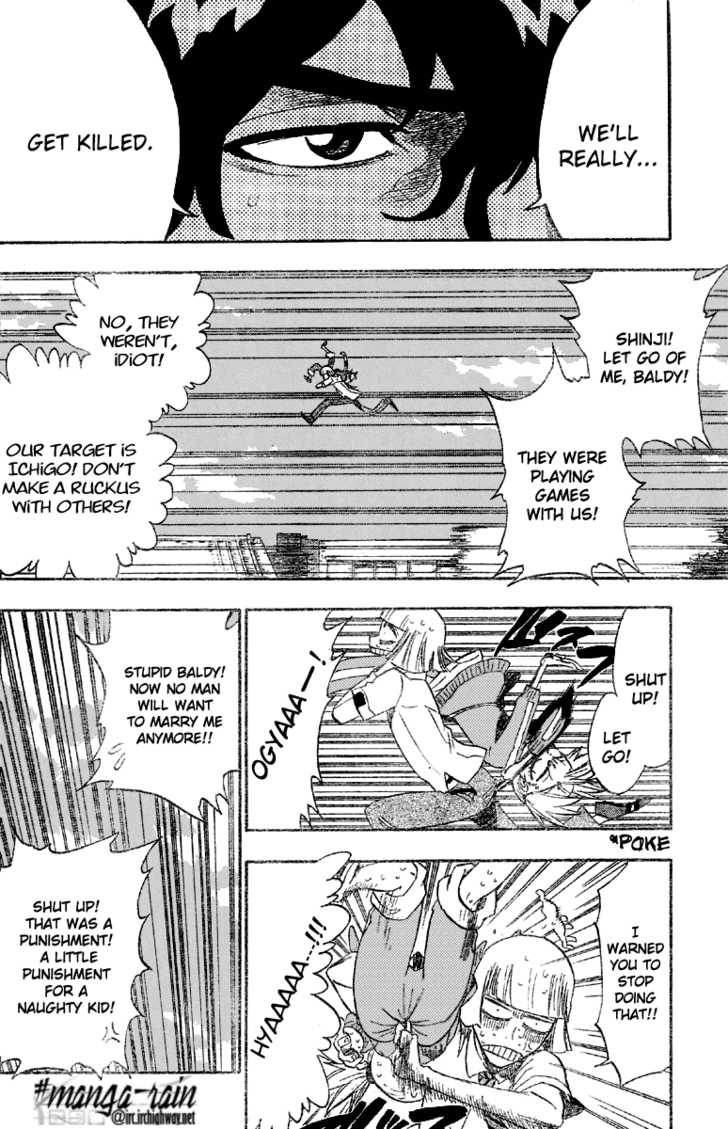 WE'LL
REALLY...
GET KILLED.
SHINJI!
LET GO OF
ME, BALDY!
THEY WERE
PLAYING
GAMES
WITH US!
NO, THEY
WEREN'T,
iDiOT!
OUR TARGET iS
ICHiGO! DON'T
MAKE A RUCKUS
WiTH OTHERS!
SHUT
UP!
LET
GO!
OGYAAA—!
*POKE
STUPID BALDY!
NOW NO MAN
WILL WANT
TO MARRY ME
ANYMORE!!
I
WARNED
YOU TO
STOP
DOING
THAT!!
HYAAAAA...!!!
SHUT UP!
THAT WAS A
PUNISHMENT!
A LITTLE
PUNISHMENT
FOR A
NAUGHTY KID!
#manga-rain
@irc.irchighway.net